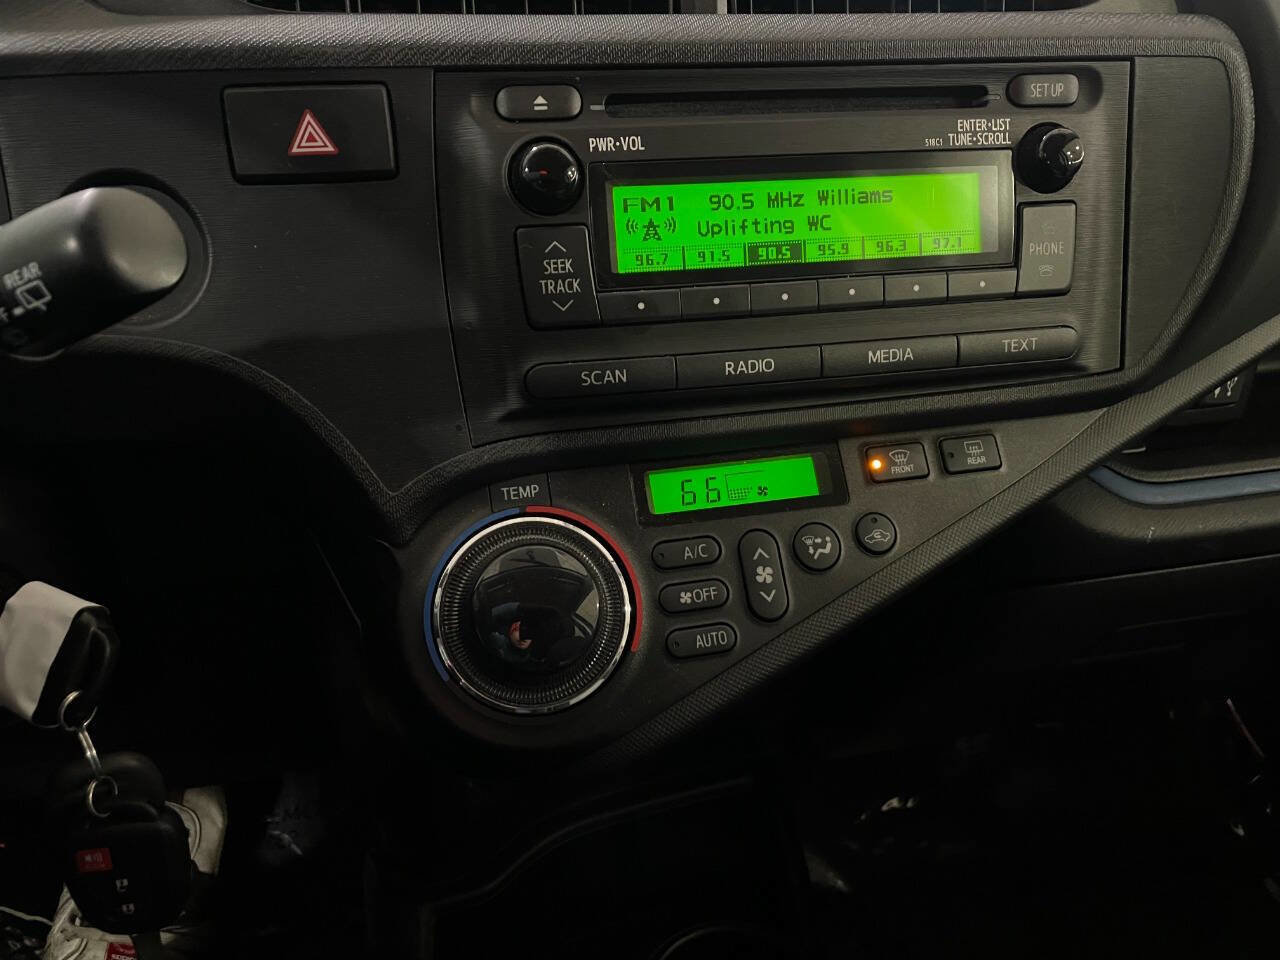 SET UP
PWR•VOL
ENTER•LIST
518C1 TUNE•SCROLL
FM1 90.5 MHz Williams
Uplifting WC
96.7 91.5 90.5 95.9 96.3 97.1
SEEK
TRACK
PHONE
SCAN RADIO MEDIA TEXT
REAR
TEMP
66
FRONT
REAR
A/C
OFF
AUTO